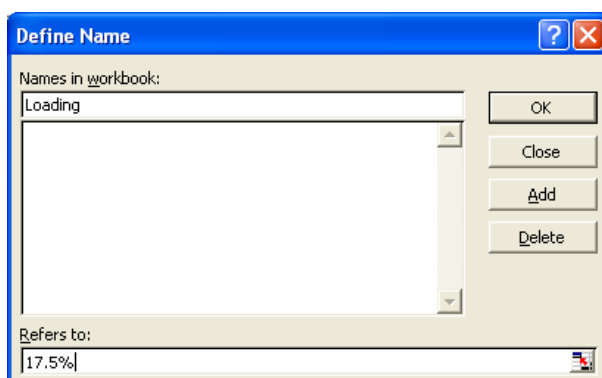 Define Name
Names in workbook:
Loading
OK
Close
Add
Delete
Refers to:
17.5%